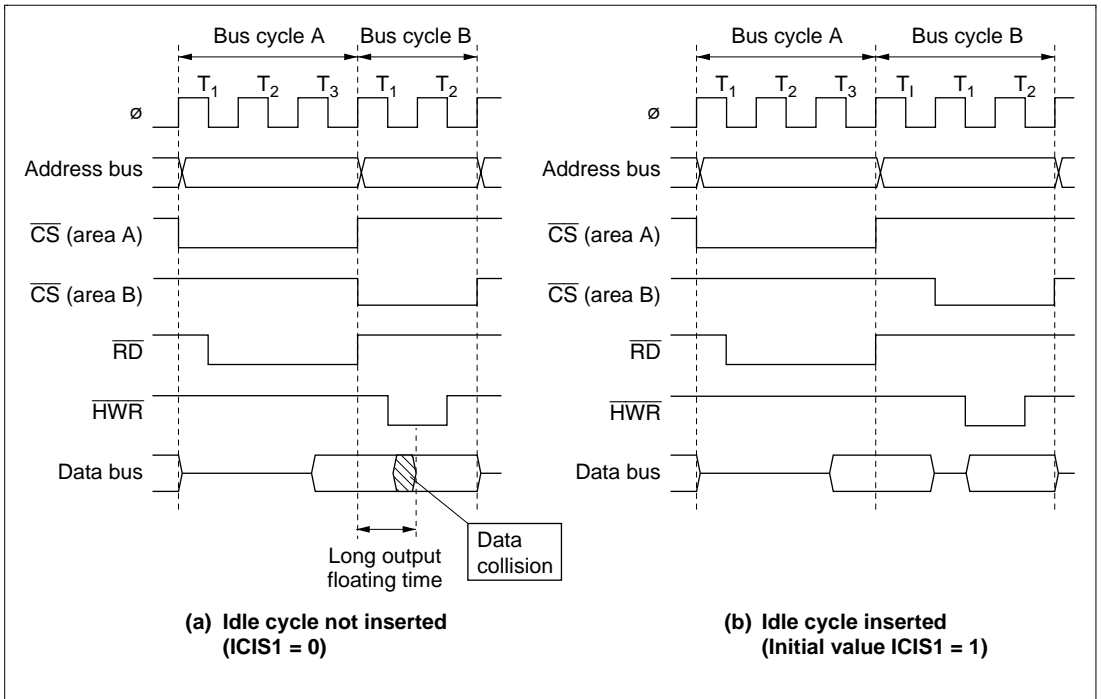 Bus cycle A Bus cycle B Bus cycle A Bus cycle B
T1 T2 T3 T1 T2 T1 T2 T3 TI T1 T2
ø ø
Address bus Address bus
CS (area A) CS (area A)
CS (area B) CS (area B)
RD RD
HWR HWR
Data bus Data bus
Long output
floating time
Data
collision
(a) Idle cycle not inserted
(ICIS1 = 0)
(b) Idle cycle inserted
(Initial value ICIS1 = 1)